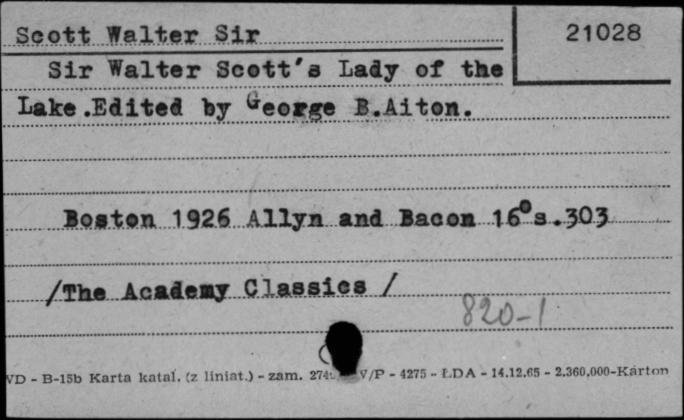 Scott Walter Sir
21028
Sir Walter Scott's Lady of the
Lake.Edited by George B.Aiton.
Boston 1926 Allyn and Bacon 16° s.303
/The Academy Classics /
820-1
WD - B-15b Karta katal. (z liniat.) - zam. V/P - 4275 - ŁDA - 14.12.65 - 2.360,000-Karton